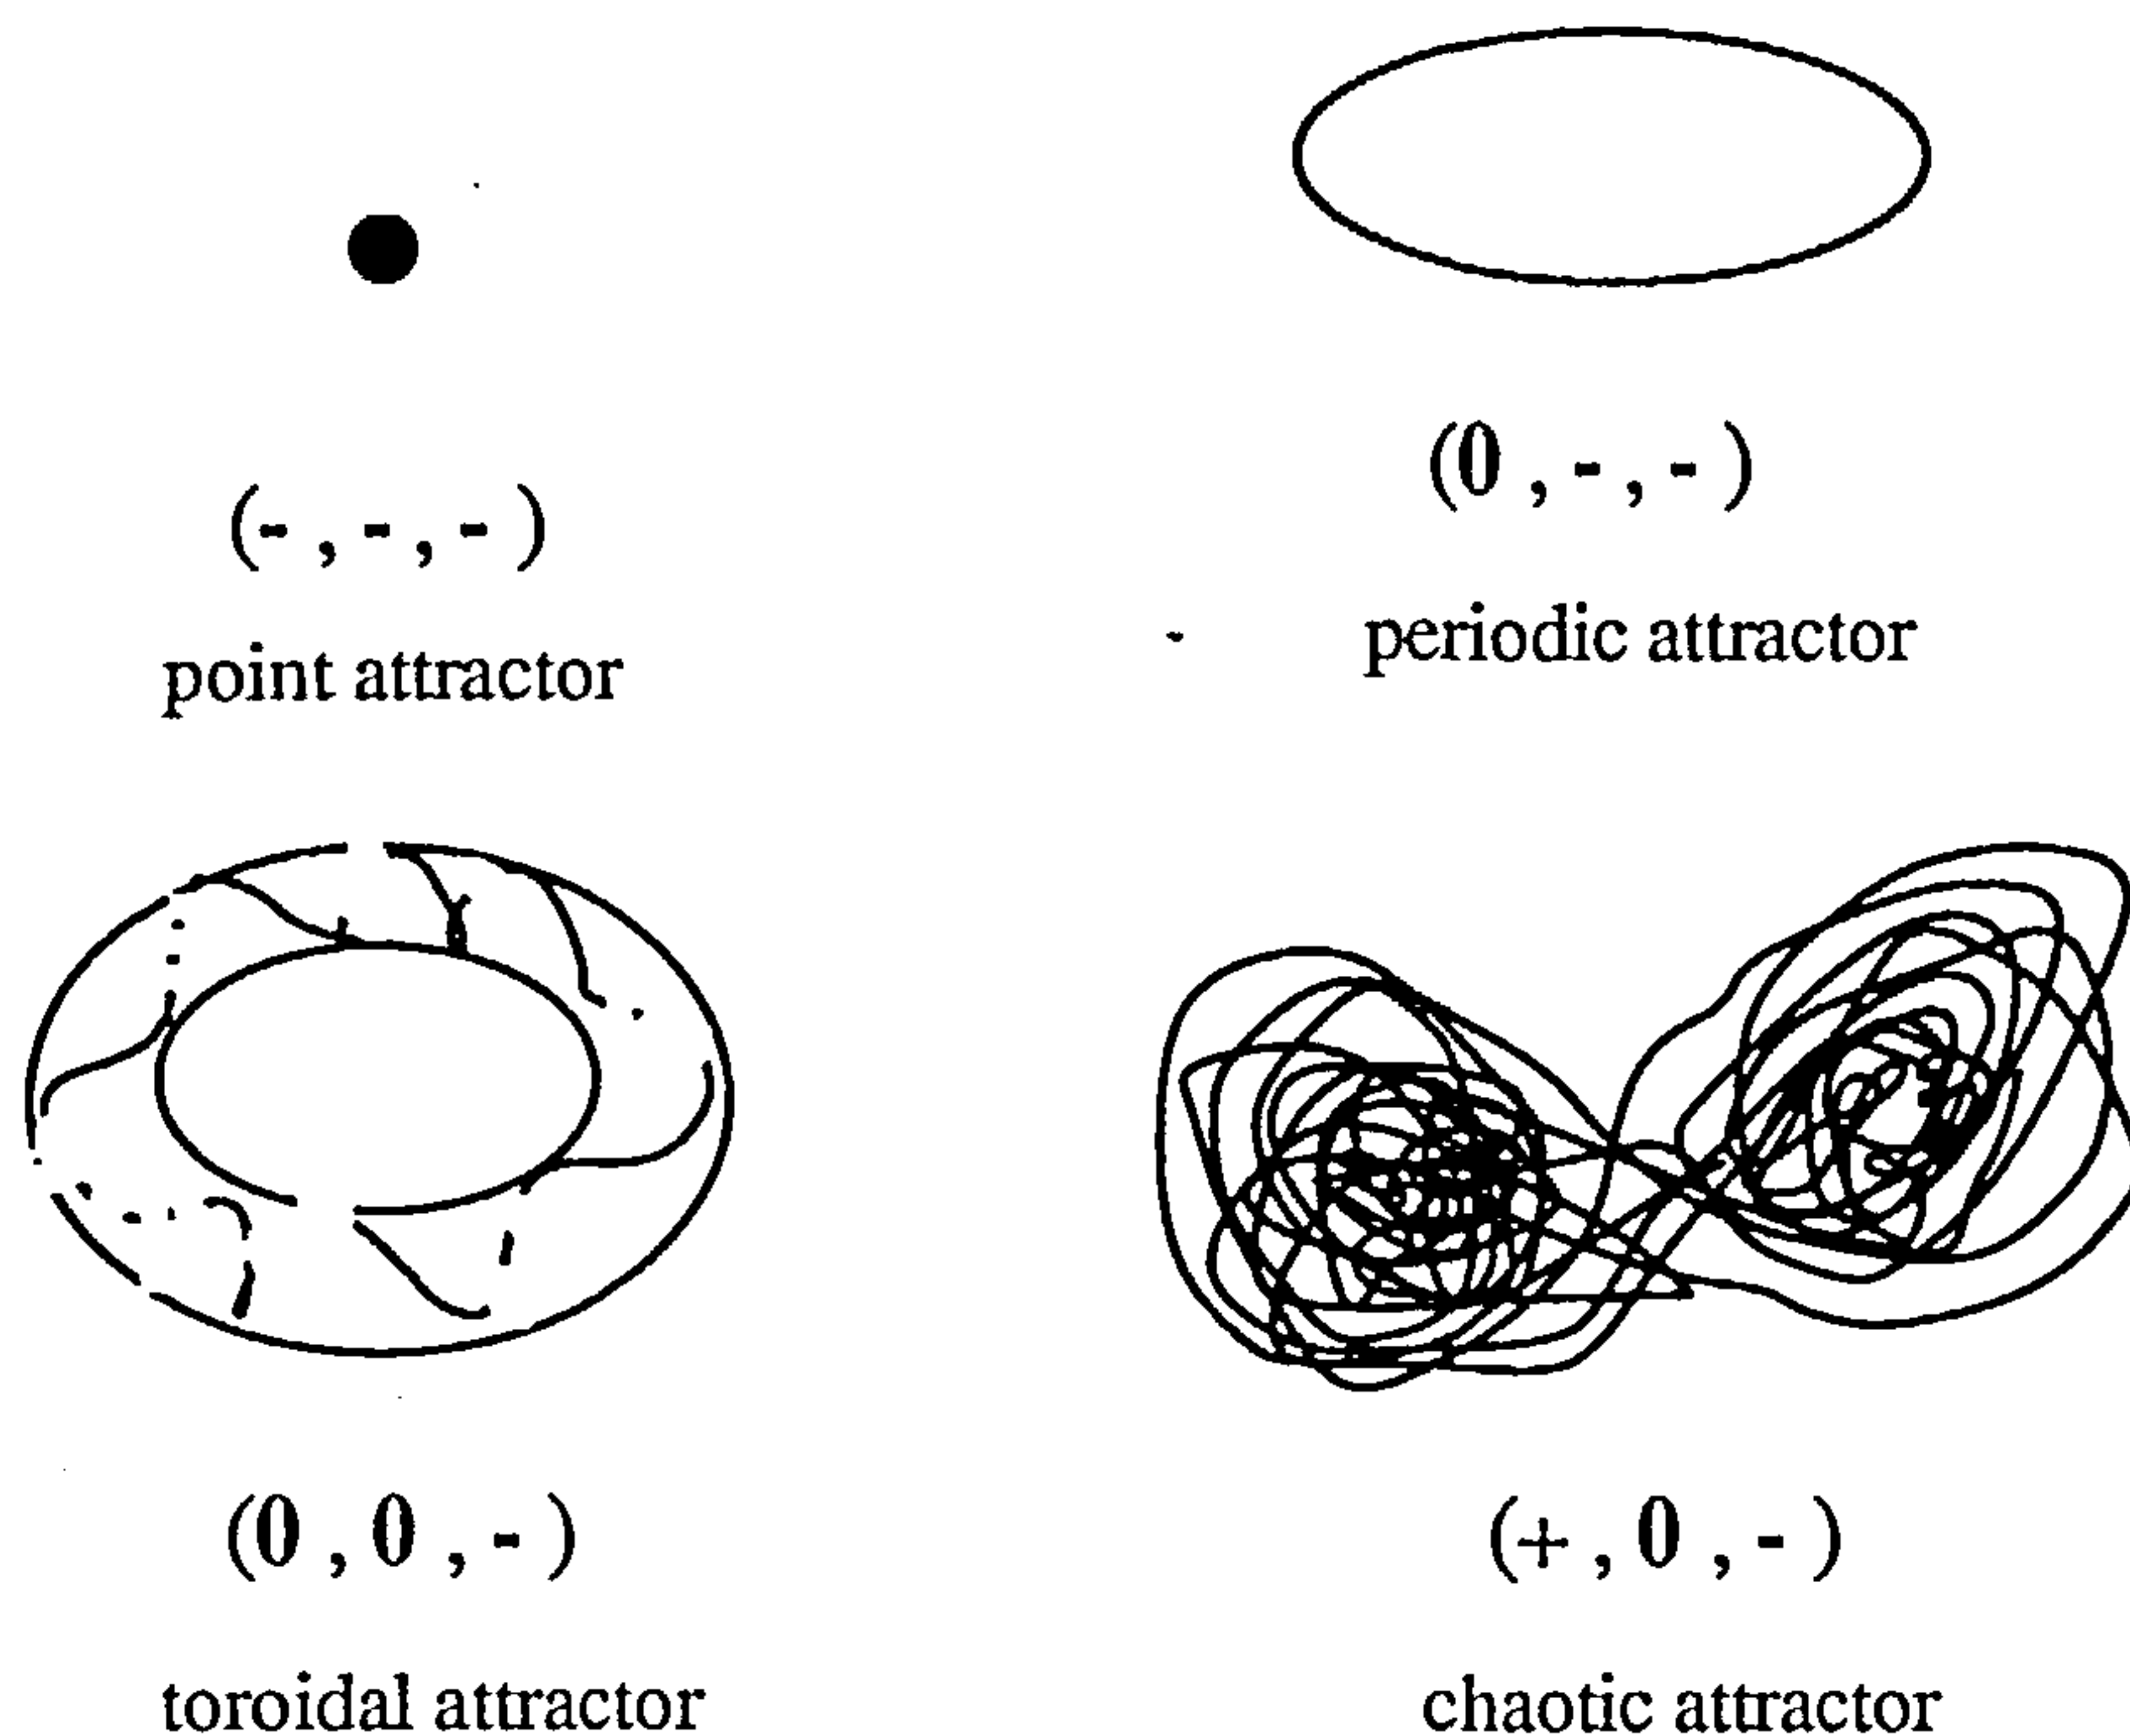 (- , - , - )
point attractor
(0 , - , - )
periodic attractor
(0 , 0 , - )
toroidal attractor
(+ , 0 , - )
chaotic attractor